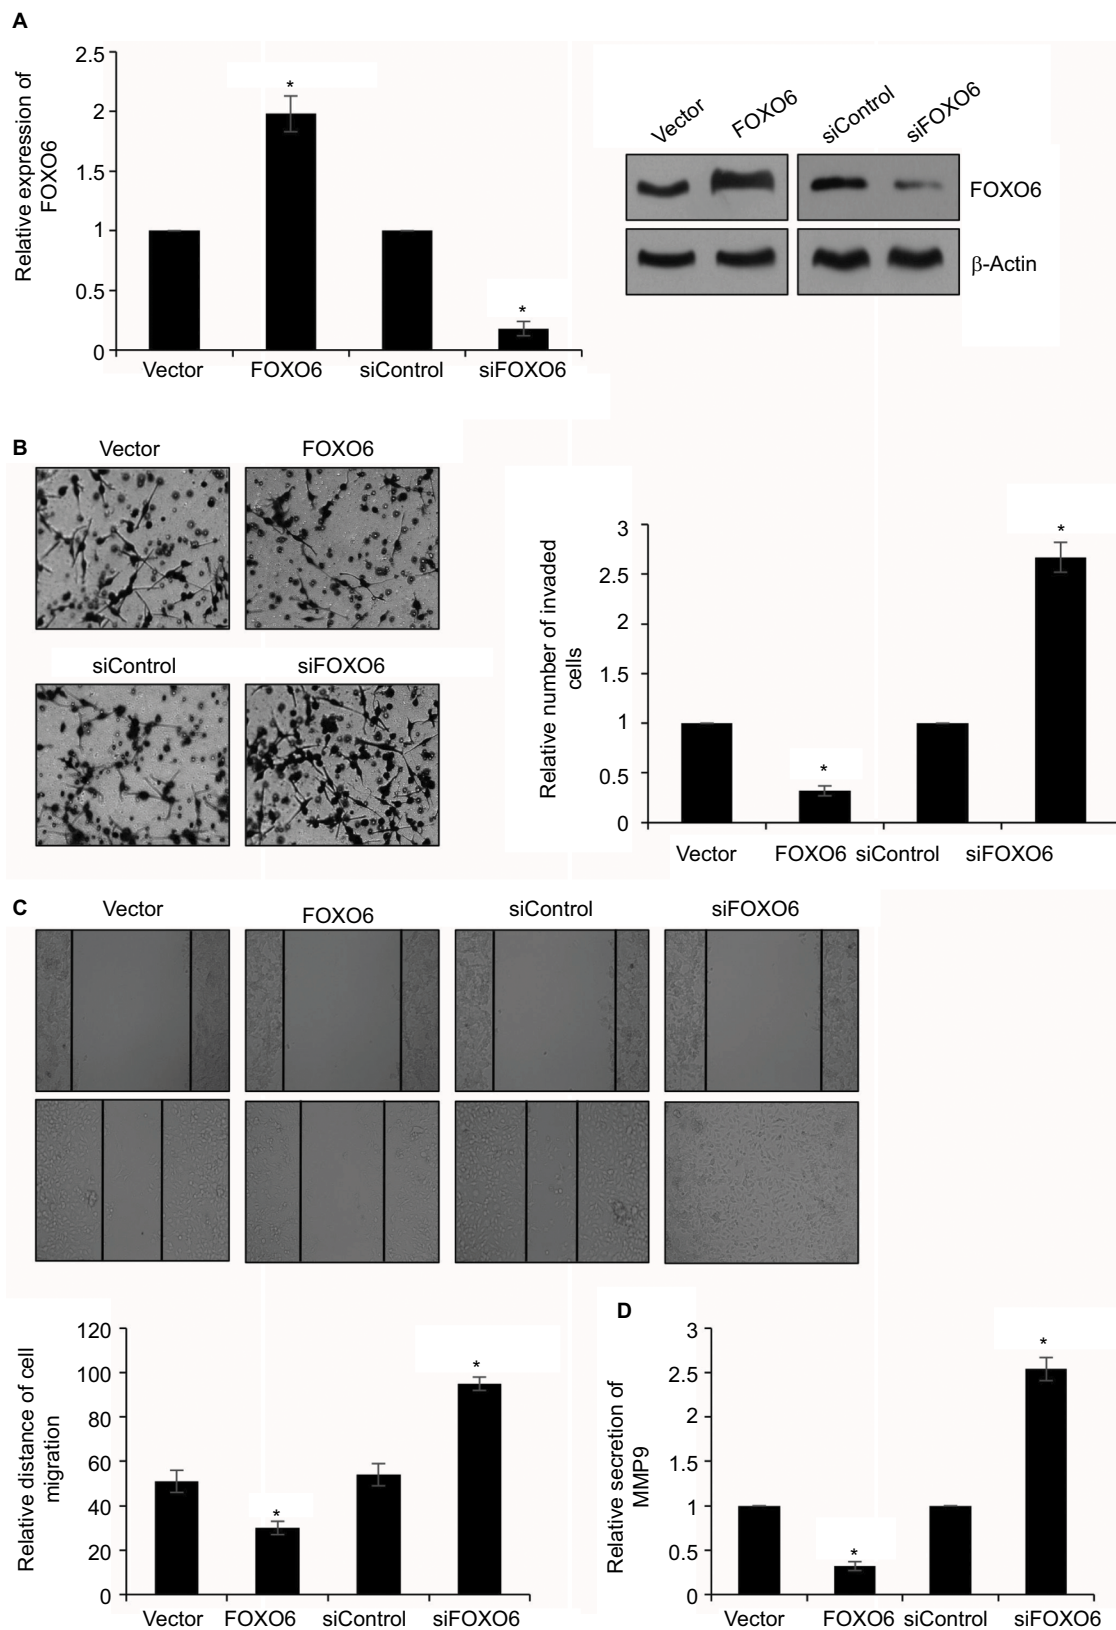 A
Relative expression of
FOXO6
2.5
2
1.5
1
0.5
0
*
*
Vector
FOXO6
siControl
siFOXO6
Vector
FOXO6
siControl
siFOXO6
FOXO6
β-Actin
B
Vector
FOXO6
siControl
siFOXO6
Relative number of invaded
cells
3
2.5
2
1.5
1
0.5
0
*
*
Vector
FOXO6
siControl
siFOXO6
C
Vector
FOXO6
siControl
siFOXO6
Relative distance of cell
migration
120
100
80
60
40
20
0
*
*
Vector
FOXO6
siControl
siFOXO6
D
Relative secretion of
MMP9
3
2.5
2
1.5
1
0.5
0
*
*
Vector
FOXO6
siControl
siFOXO6